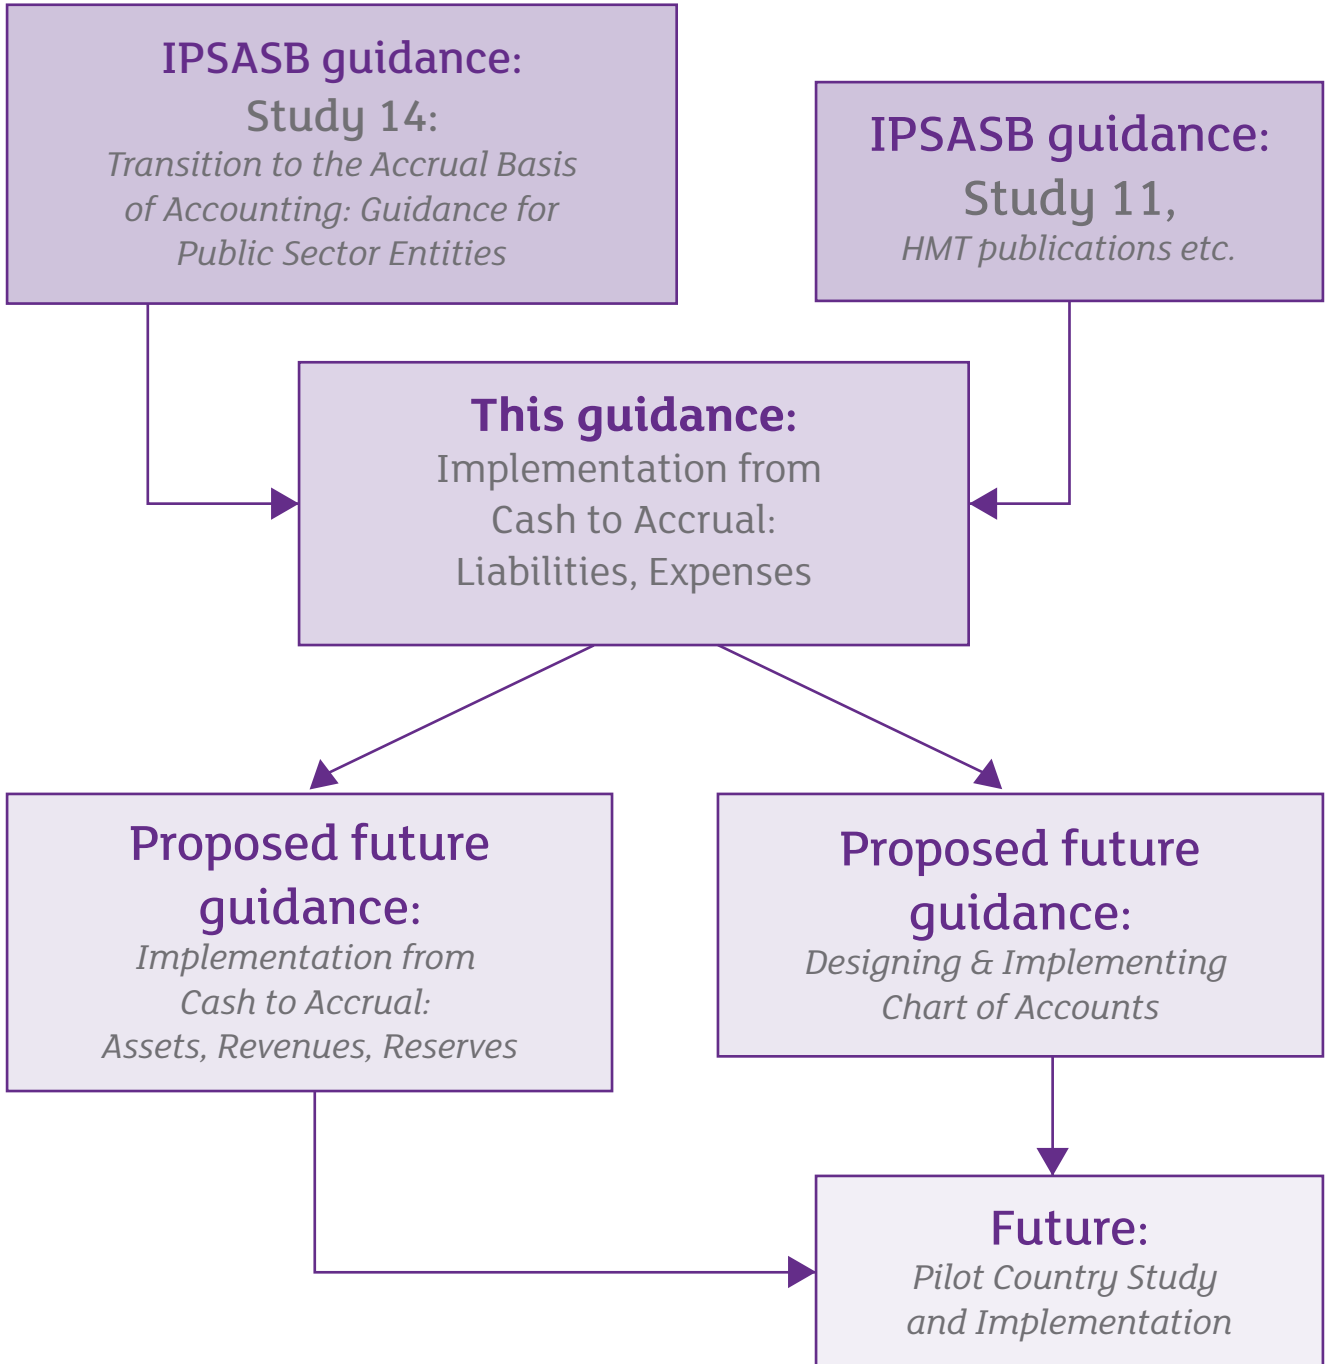 IPSASB guidance:
Study 14:
Transition to the Accrual Basis
of Accounting: Guidance for
Public Sector Entities
IPSASB guidance:
Study 11,
HMT publications etc.
This guidance:
Implementation from
Cash to Accrual:
Liabilities, Expenses
Proposed future
guidance:
Implementation from
Cash to Accrual:
Assets, Revenues, Reserves
Proposed future
guidance:
Designing & Implementing
Chart of Accounts
Future:
Pilot Country Study
and Implementation